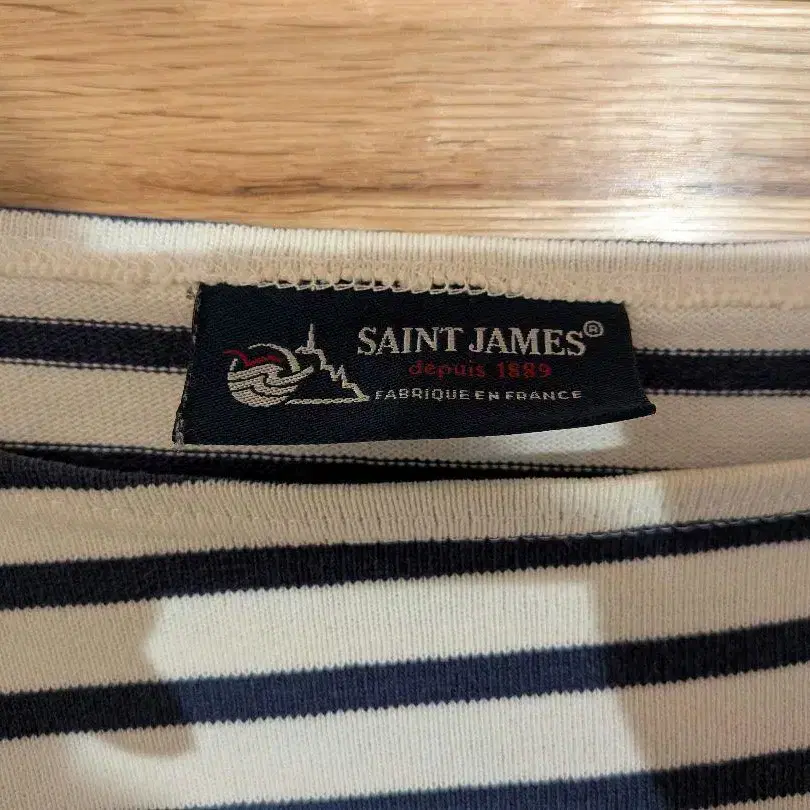 SAINT JAMES®
depuis 1889
FABRIQUE EN FRANCE